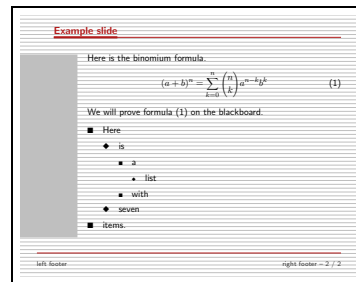 Example slide
Here is the binomium formula.
(a + b)^n = \sum_{k=0}^{n} \binom{n}{k} a^{n-k} b^k (1)
We will prove formula (1) on the blackboard.
■ Here
◆ is
■ a
◆ list
■ with
◆ seven
■ items.
left footer right footer – 2 / 2